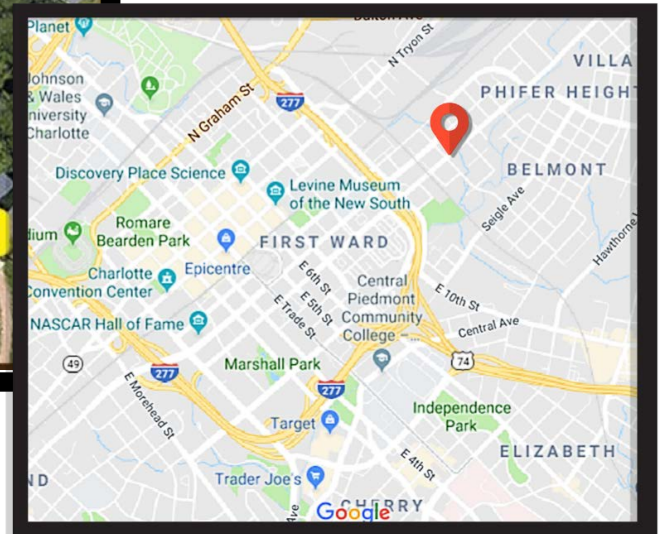 Planet
N Tryon St
VILLA
Johnson
& Wales
University
Charlotte
PHIFER HEIGHT
277
N Graham St
Discovery Place Science
BELMONT
Levine Museum
of the New South
Seigle Ave
dium
Romare
Bearden Park
FIRST WARD
Hawthorne
Epicentre
Charlotte
Convention Center
E 6th St
Central
Piedmont
Community
College – ...
E 10th St
E 5th St
E Trade St
NASCAR Hall of Fame
Central Ave
49
Marshall Park
74
277
277
E Morehead St
Independence
Park
Target
ELIZABETH
E 4th St
Trader Joe's
ND
CHERRY
Ave
Google